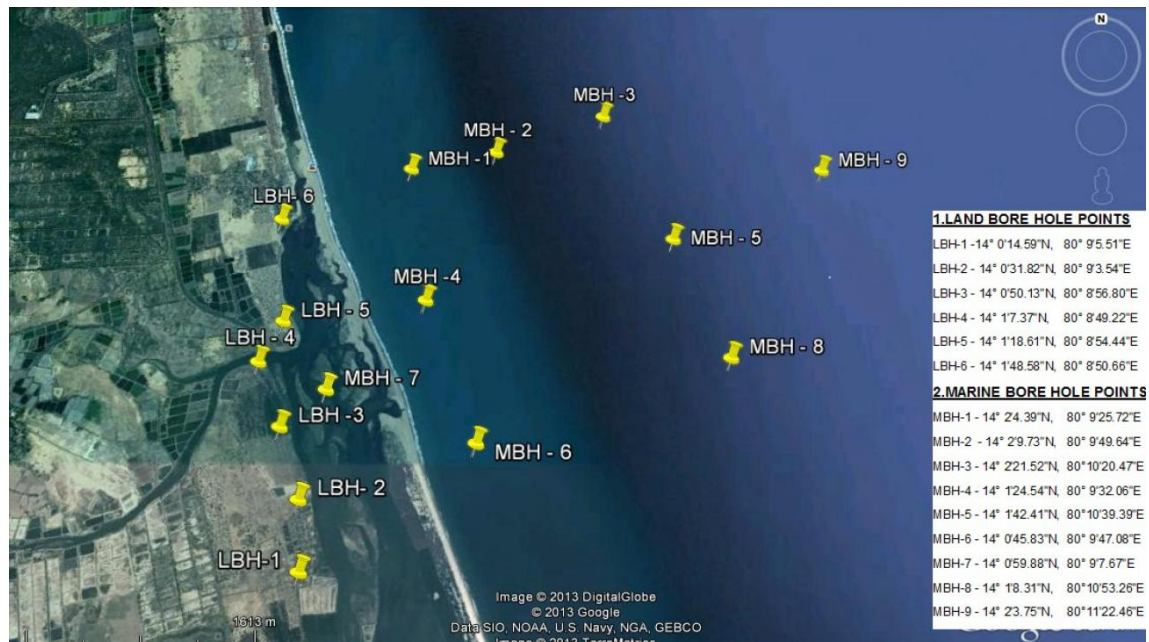 N
MBH -3
MBH - 2
MBH -1
MBH - 9
LBH- 6
MBH - 5
MBH -4
LBH - 5
LBH - 4
MBH - 8
MBH - 7
LBH -3
MBH - 6
LBH- 2
LBH-1
1613 m
Image © 2013 DigitalGlobe
© 2013 Google
Data SIO, NOAA, U.S. Navy, NGA, GEBCO
Image © 2013 TerraMetrics
1.LAND BORE HOLE POINTS
LBH-1 -14° 0'14.59"N, 80° 9'5.51"E
LBH-2 - 14° 0'31.82"N, 80° 9'3.54"E
LBH-3 - 14° 0'50.13"N, 80° 8'56.80"E
LBH-4 - 14° 1'7.37"N, 80° 8'49.22"E
LBH-5 - 14° 1'18.61"N, 80° 8'54.44"E
LBH-6 - 14° 1'48.58"N, 80° 8'50.66"E
2.MARINE BORE HOLE POINTS
MBH-1 - 14° 24.39"N, 80° 9'25.72"E
MBH-2 - 14° 2'9.73"N, 80° 9'49.64"E
MBH-3 - 14° 221.52"N, 80°10'20.47"E
MBH-4 - 14° 1'24.54"N, 80° 9'32.06"E
MBH-5 - 14° 1'42.41"N, 80°10'39.39"E
MBH-6 - 14° 0'45.83"N, 80° 9'47.08"E
MBH-7 - 14° 0'59.88"N, 80° 9'7.67"E
MBH-8 - 14° 1'8.31"N, 80°10'53.26"E
MBH-9 - 14° 23.75"N, 80°11'22.46"E